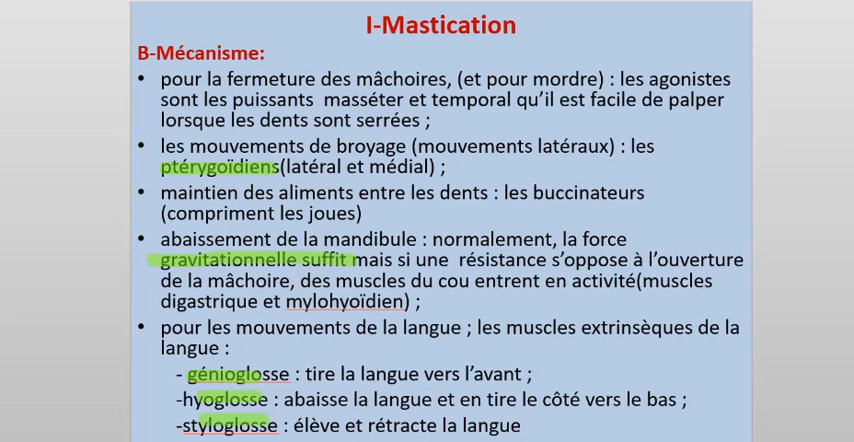 I-Mastication
B-Mécanisme:
• pour la fermeture des mâchoires, (et pour mordre) : les agonistes
sont les puissants masséter et temporal qu'il est facile de palper
lorsque les dents sont serrées ;
• les mouvements de broyage (mouvements latéraux) : les
ptérygoïdiens(latéral et médial) ;
• maintien des aliments entre les dents : les buccinateurs
(compriment les joues)
• abaissement de la mandibule : normalement, la force
gravitationnelle suffit mais si une résistance s'oppose à l'ouverture
de la mâchoire, des muscles du cou entrent en activité(muscles
digastrique et mylohyoïdien) ;
• pour les mouvements de la langue ; les muscles extrinsèques de la
langue :
- génioglosse : tire la langue vers l'avant ;
-hyoglosse : abaisse la langue et en tire le côté vers le bas ;
-styloglosse : élève et rétracte la langue